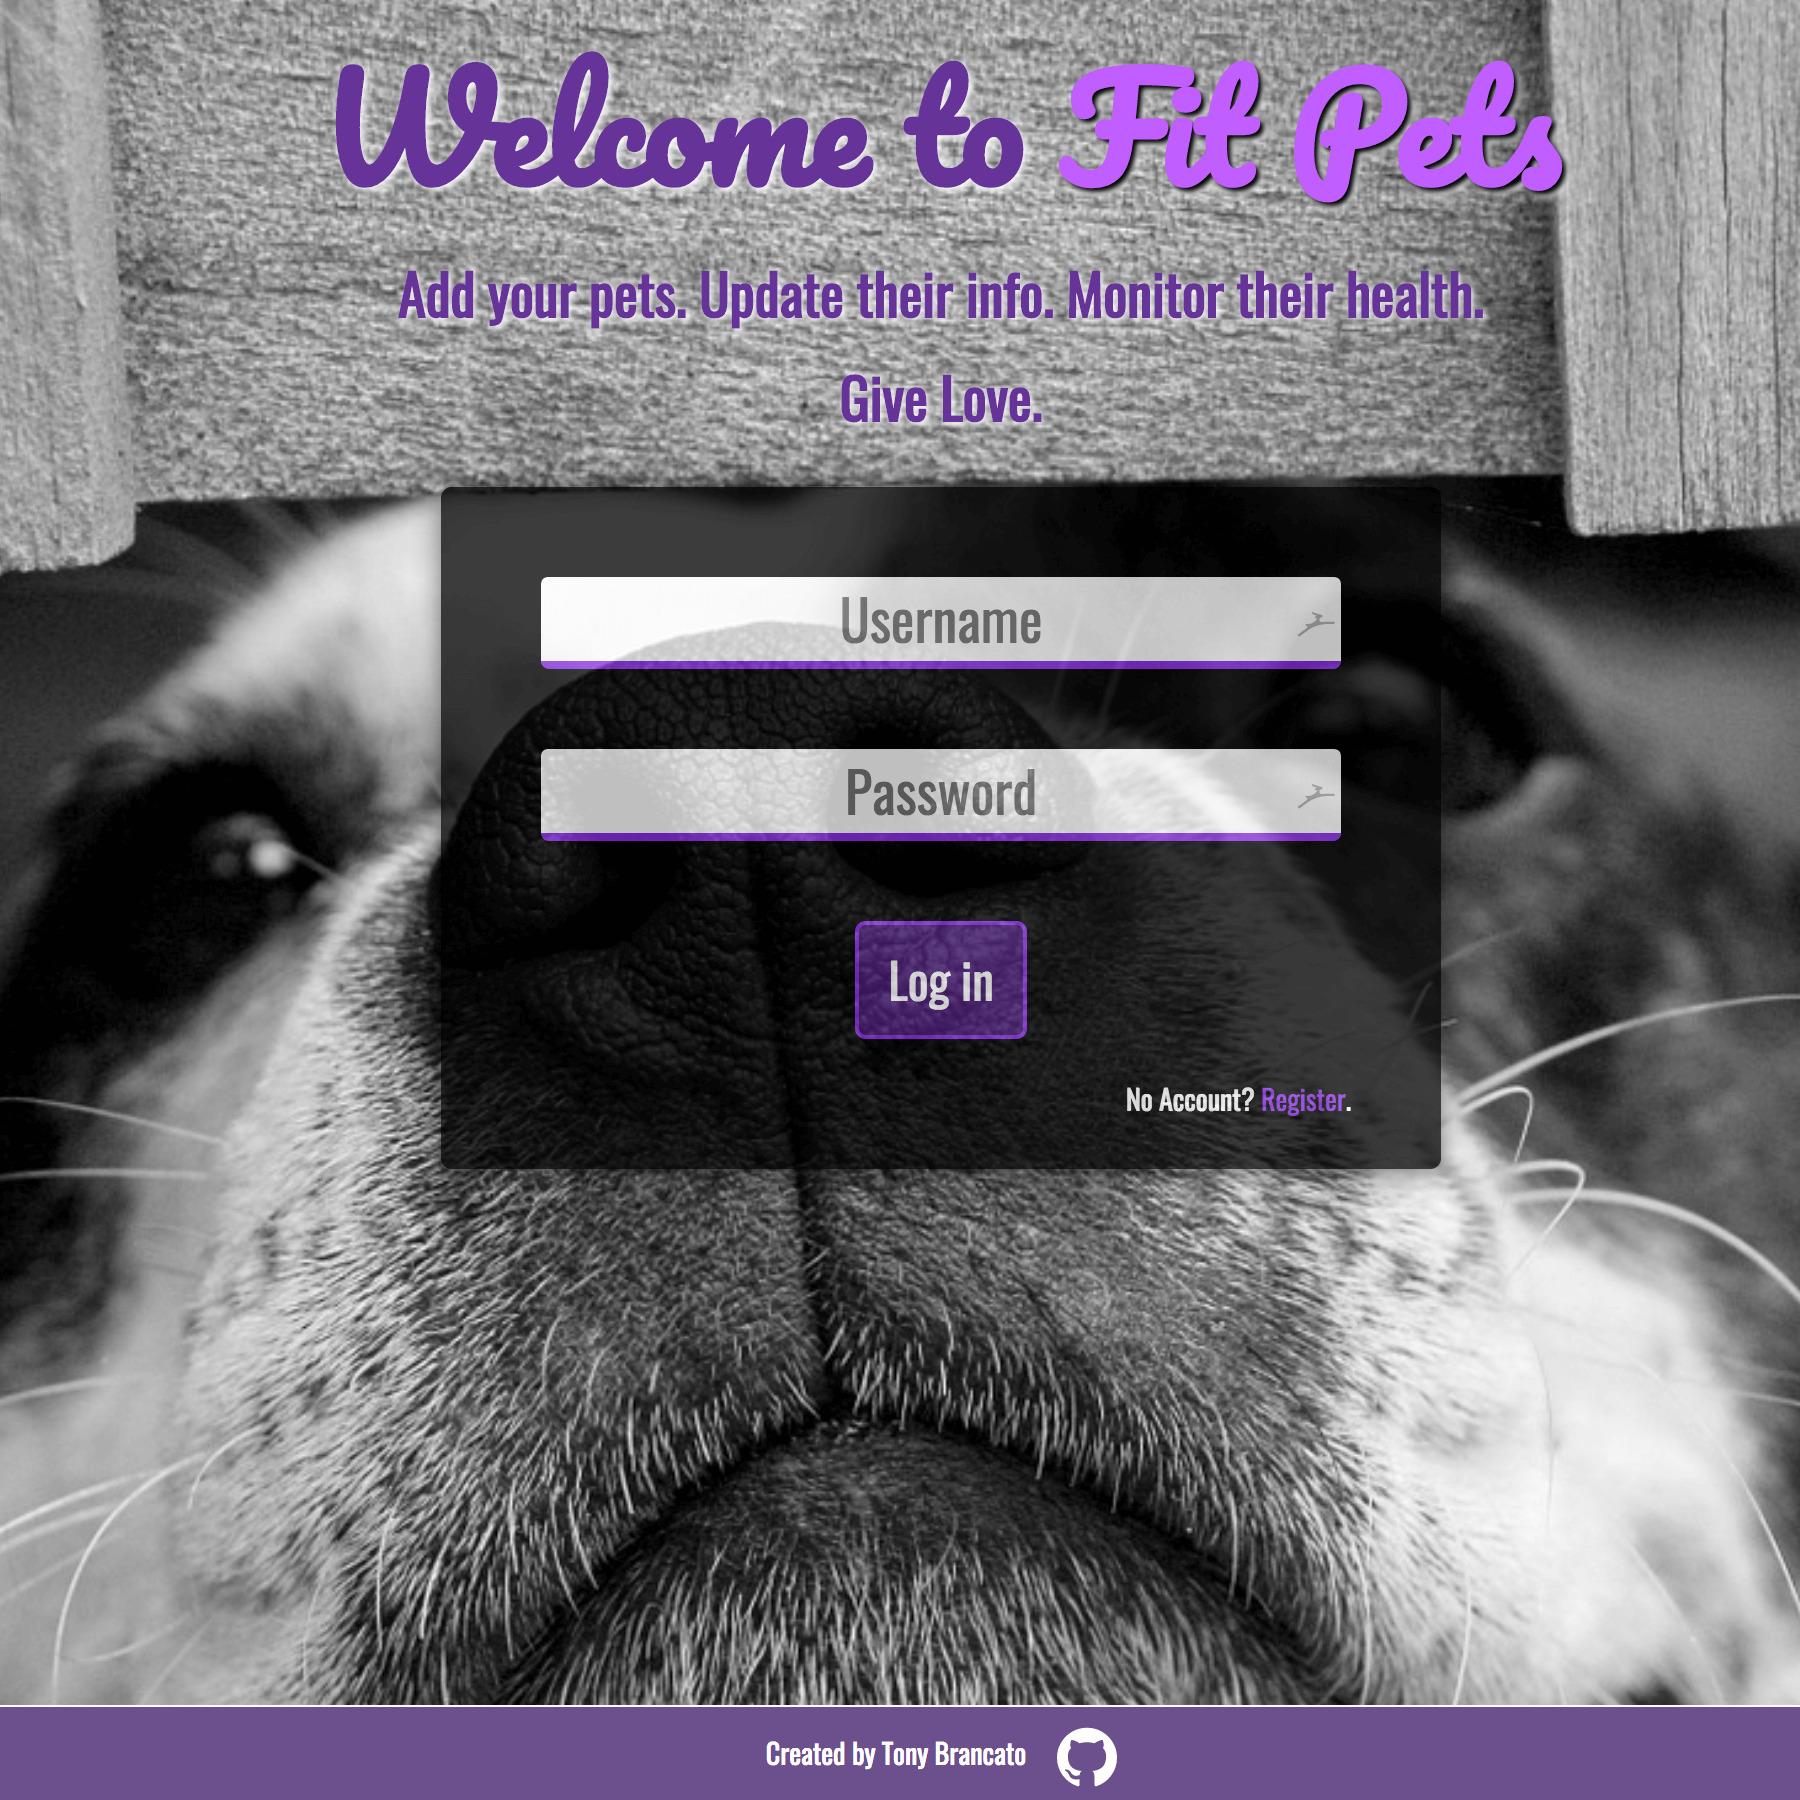 Welcome to Fit Pets
Add your pets. Update their info. Monitor their health.
Give Love.
Username
Password
Log in
No Account? Register.
Created by Tony Brancato